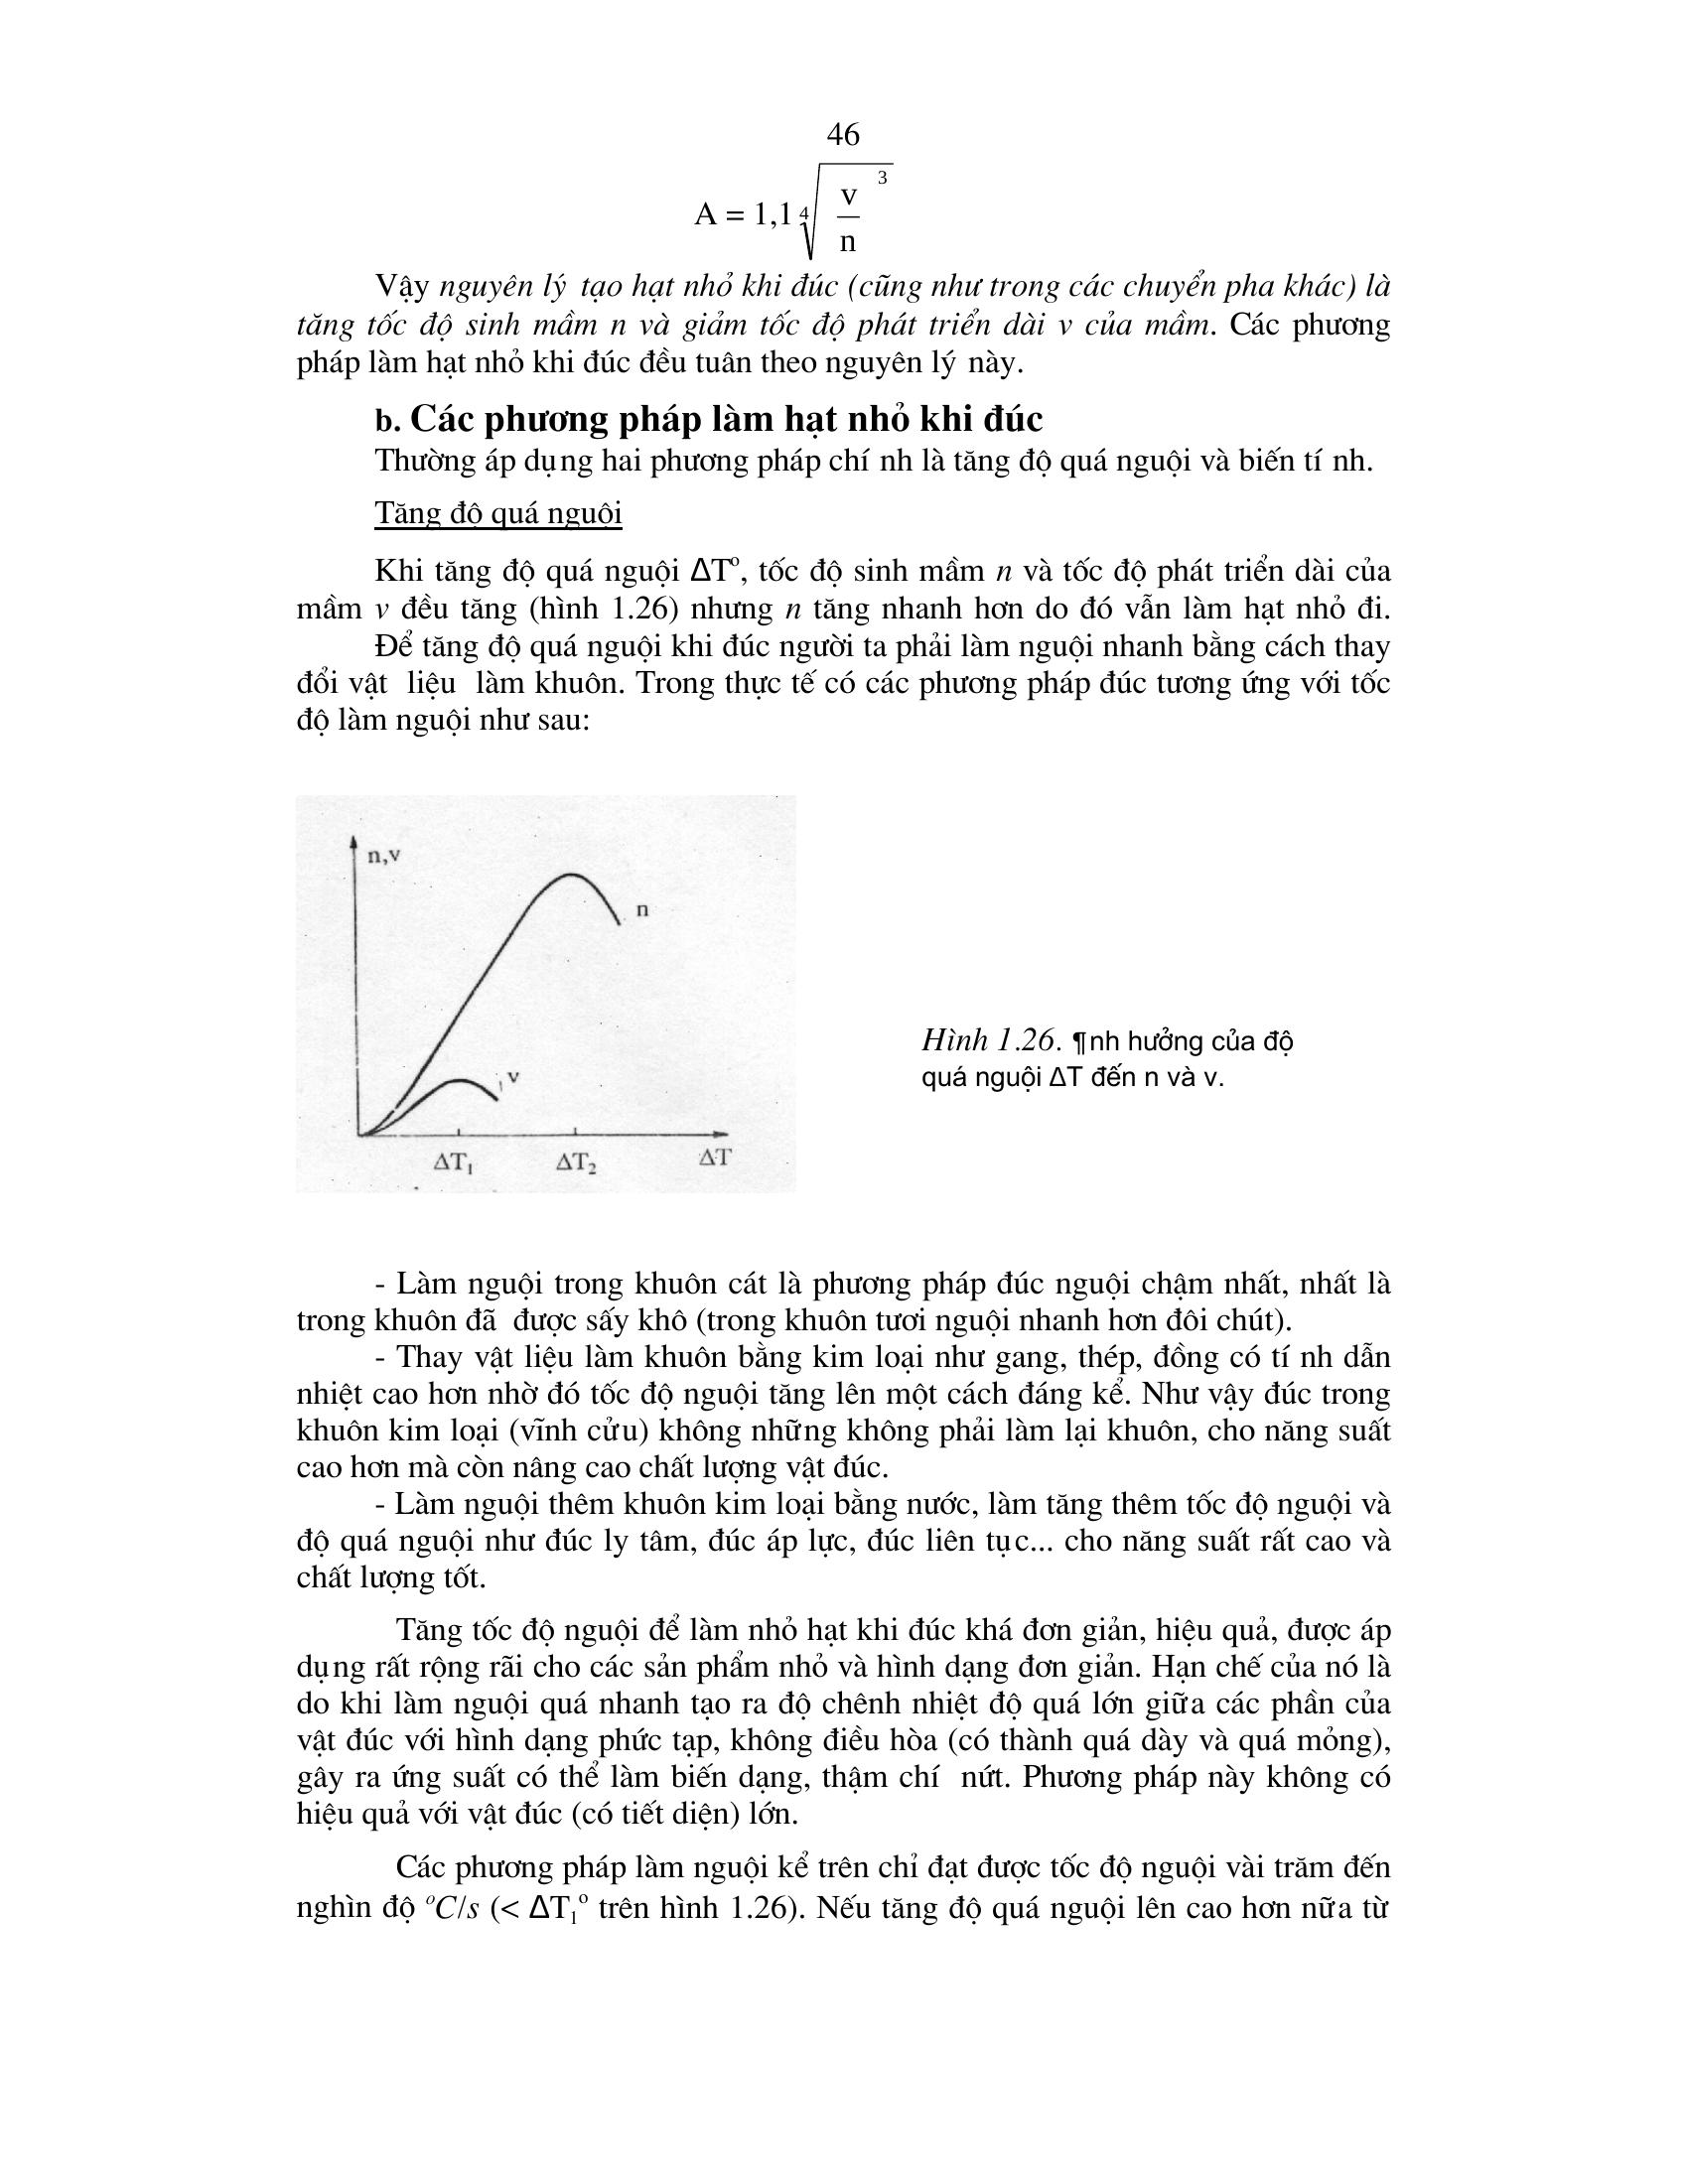 46
A = 1,1 ∜(v/n)³
Vậy nguyên lý tạo hạt nhỏ khi đúc (cũng như trong các chuyển pha khác) là
tăng tốc độ sinh mầm n và giảm tốc độ phát triển dài v của mầm. Các phương
pháp làm hạt nhỏ khi đúc đều tuân theo nguyên lý này.
b. Các phương pháp làm hạt nhỏ khi đúc
Thường áp dụng hai phương pháp chính là tăng độ quá nguội và biến tính.
Tăng độ quá nguội
Khi tăng độ quá nguội ΔTº, tốc độ sinh mầm n và tốc độ phát triển dài của
mầm v đều tăng (hình 1.26) nhưng n tăng nhanh hơn do đó vẫn làm hạt nhỏ đi.
Để tăng độ quá nguội khi đúc người ta phải làm nguội nhanh bằng cách thay
đổi vật liệu làm khuôn. Trong thực tế có các phương pháp đúc tương ứng với tốc
độ làm nguội như sau:
n,v
n
v
ΔT₁ ΔT₂ ΔT
Hình 1.26. ¶nh hưởng của độ
quá nguội ΔT đến n và v.
- Làm nguội trong khuôn cát là phương pháp đúc nguội chậm nhất, nhất là
trong khuôn đã được sấy khô (trong khuôn tươi nguội nhanh hơn đôi chút).
- Thay vật liệu làm khuôn bằng kim loại như gang, thép, đồng có tính dẫn
nhiệt cao hơn nhờ đó tốc độ nguội tăng lên một cách đáng kể. Như vậy đúc trong
khuôn kim loại (vĩnh cửu) không những không phải làm lại khuôn, cho năng suất
cao hơn mà còn nâng cao chất lượng vật đúc.
- Làm nguội thêm khuôn kim loại bằng nước, làm tăng thêm tốc độ nguội và
độ quá nguội như đúc ly tâm, đúc áp lực, đúc liên tục... cho năng suất rất cao và
chất lượng tốt.
Tăng tốc độ nguội để làm nhỏ hạt khi đúc khá đơn giản, hiệu quả, được áp
dụng rất rộng rãi cho các sản phẩm nhỏ và hình dạng đơn giản. Hạn chế của nó là
do khi làm nguội quá nhanh tạo ra độ chênh nhiệt độ quá lớn giữa các phần của
vật đúc với hình dạng phức tạp, không điều hòa (có thành quá dày và quá mỏng),
gây ra ứng suất có thể làm biến dạng, thậm chí nứt. Phương pháp này không có
hiệu quả với vật đúc (có tiết diện) lớn.
Các phương pháp làm nguội kể trên chỉ đạt được tốc độ nguội vài trăm đến
nghìn độ ºC/s (< ΔT₁º trên hình 1.26). Nếu tăng độ quá nguội lên cao hơn nữa từ